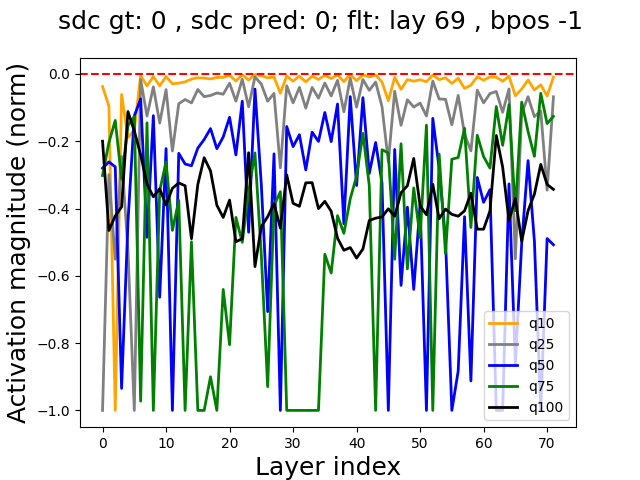 sdc gt: 0 , sdc pred: 0; flt: lay 69 , bpos -1
Activation magnitude (norm)
0.0
−0.2
−0.4
−0.6
−0.8
−1.0
q10
q25
q50
q75
q100
0 10 20 30 40 50 60 70
Layer index